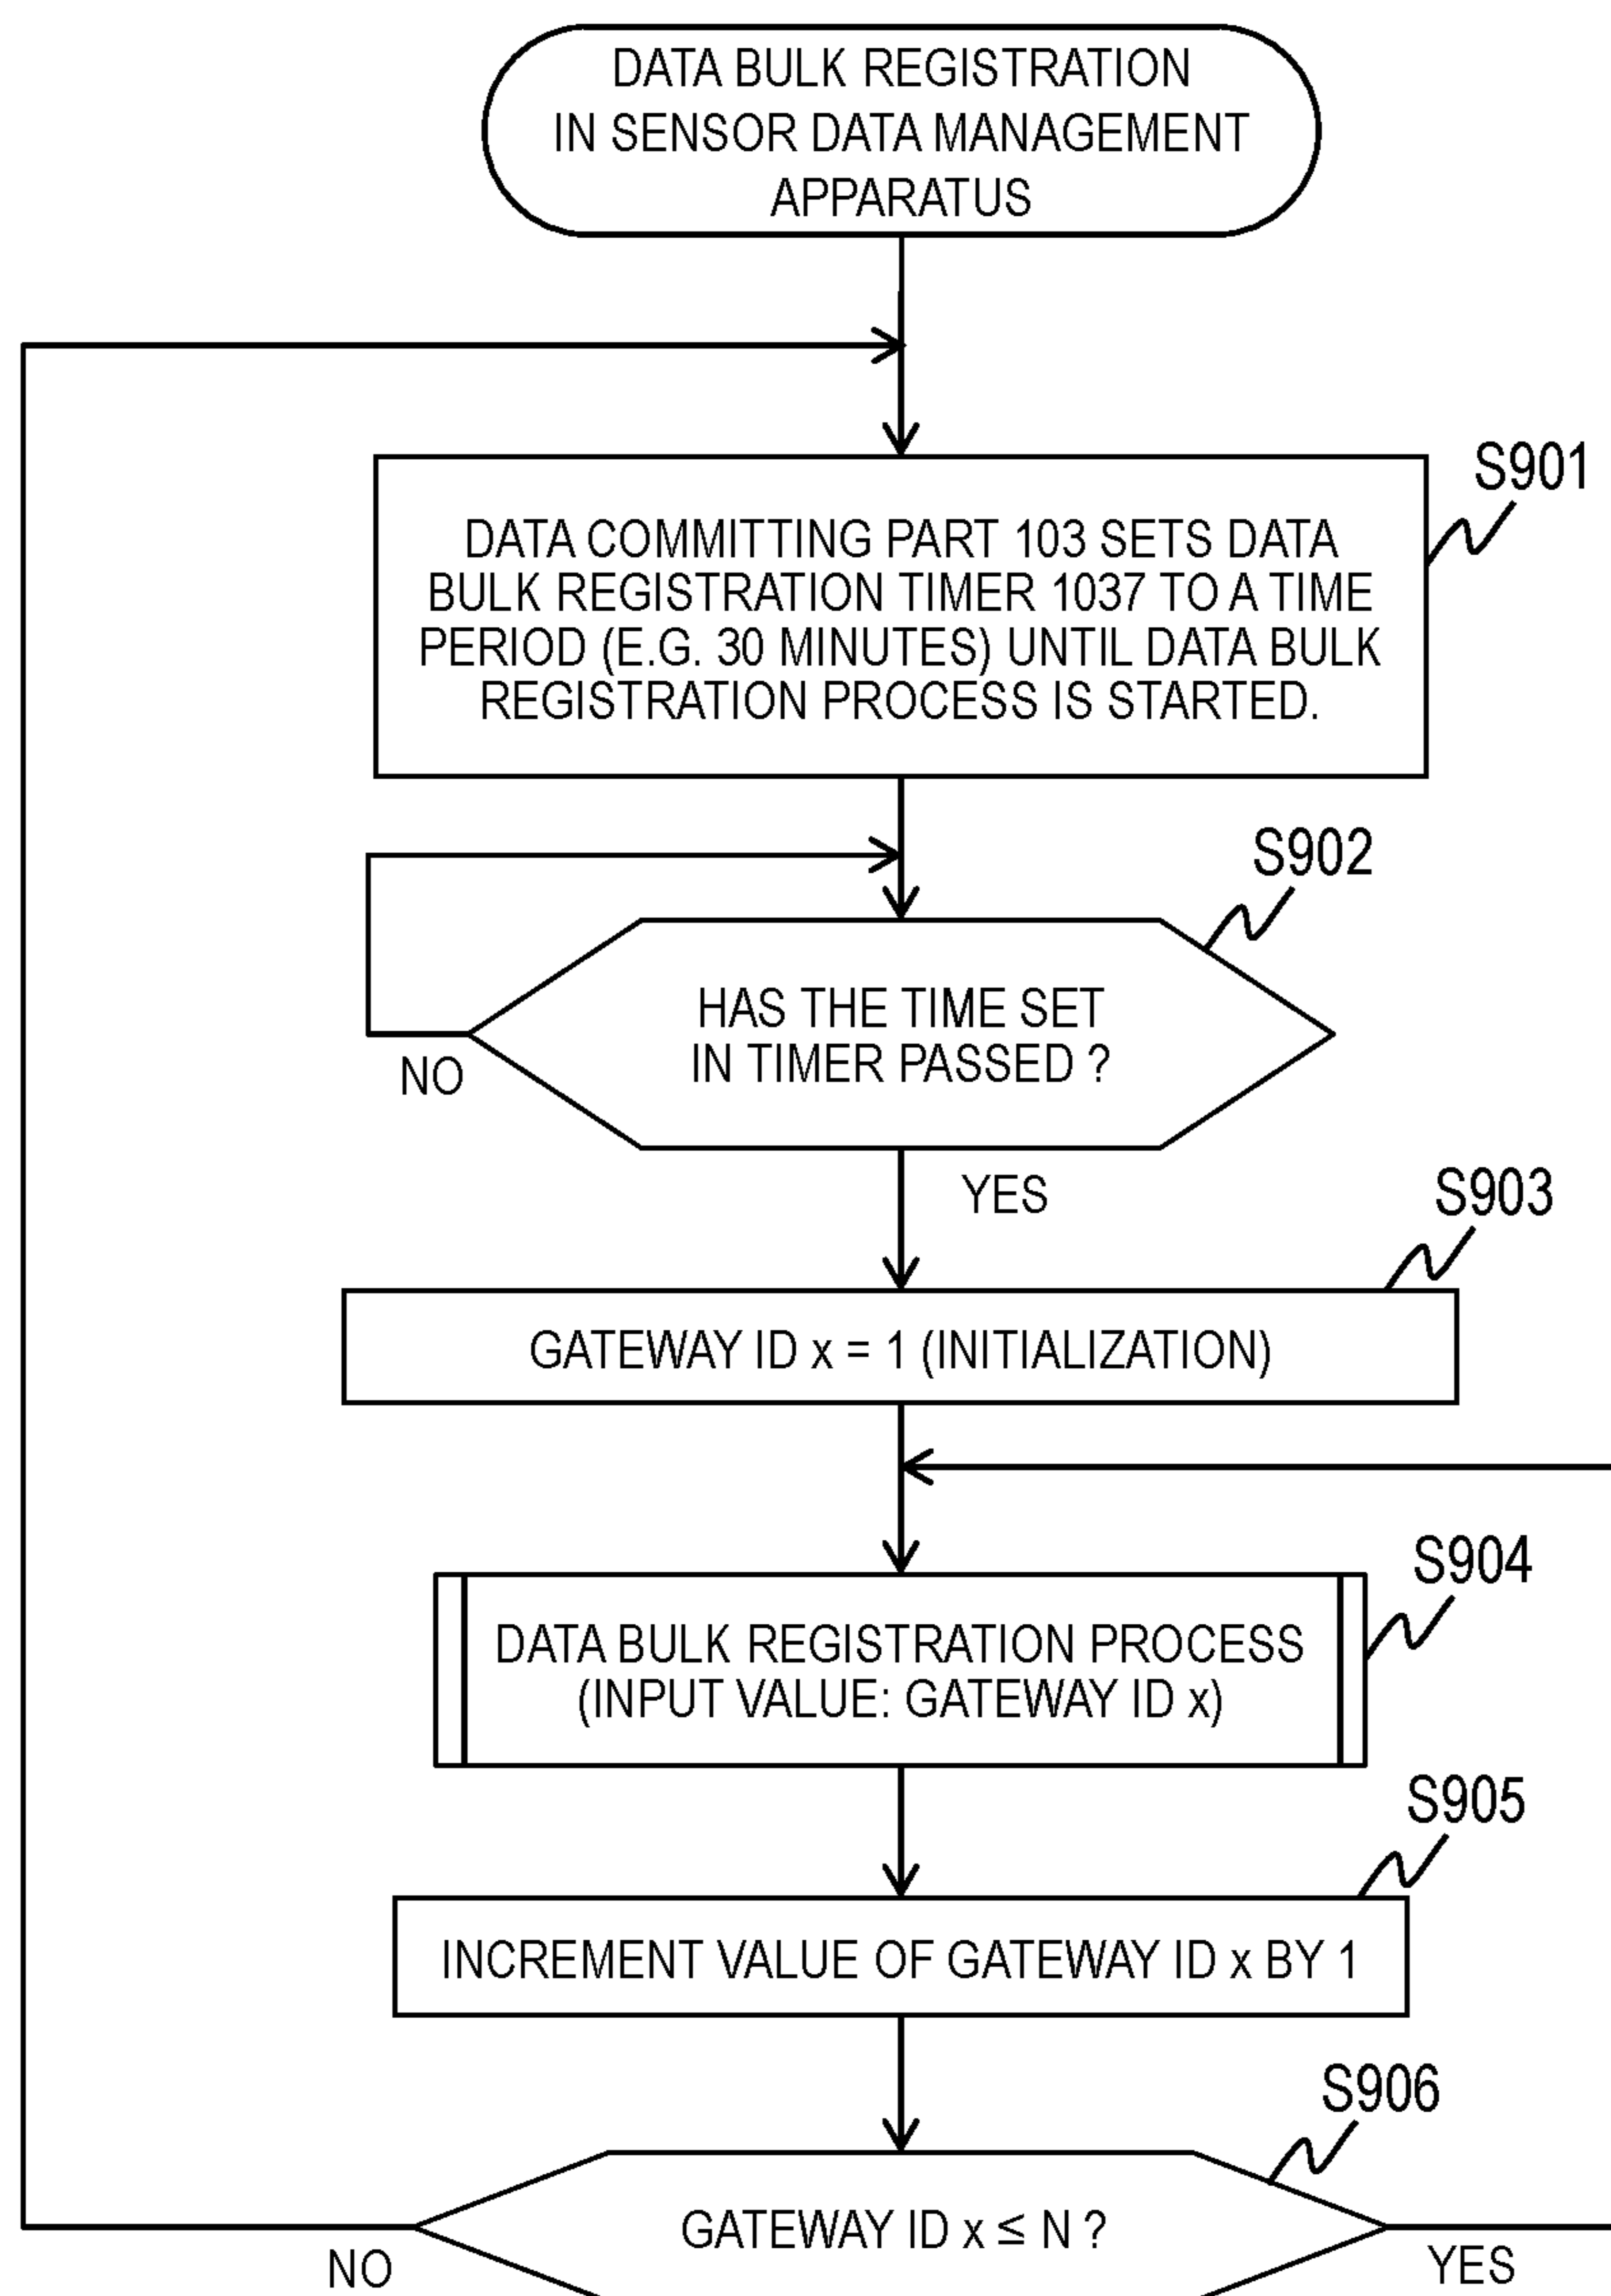 DATA BULK REGISTRATION
IN SENSOR DATA MANAGEMENT
APPARATUS
S901
DATA COMMITTING PART 103 SETS DATA
BULK REGISTRATION TIMER 1037 TO A TIME
PERIOD (E.G. 30 MINUTES) UNTIL DATA BULK
REGISTRATION PROCESS IS STARTED.
S902
HAS THE TIME SET
IN TIMER PASSED ?
NO
YES
S903
GATEWAY ID x = 1 (INITIALIZATION)
S904
DATA BULK REGISTRATION PROCESS
(INPUT VALUE: GATEWAY ID x)
S905
INCREMENT VALUE OF GATEWAY ID x BY 1
S906
GATEWAY ID x ≤ N ?
NO
YES